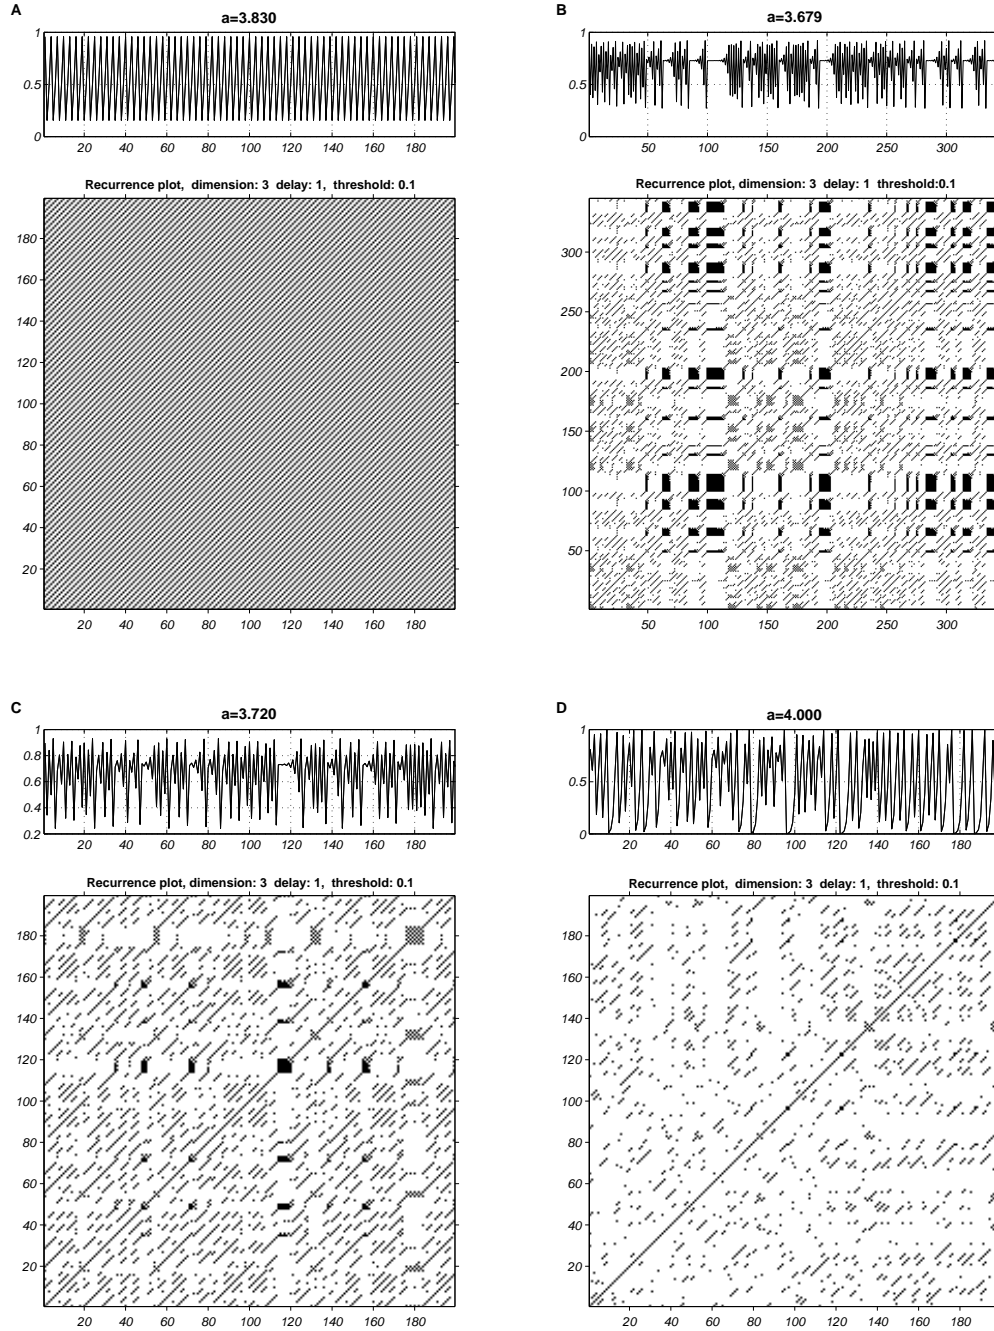 A
a=3.830
1
0.5
0
20 40 60 80 100 120 140 160 180
Recurrence plot, dimension: 3 delay: 1, threshold: 0.1
180
160
140
120
100
80
60
40
20
20 40 60 80 100 120 140 160 180
B
a=3.679
1
0.5
0
50 100 150 200 250 300
Recurrence plot, dimension: 3 delay: 1 threshold:0.1
300
250
200
150
100
50
50 100 150 200 250 300
C
a=3.720
1
0.8
0.6
0.4
0.2
20 40 60 80 100 120 140 160 180
Recurrence plot, dimension: 3 delay: 1, threshold: 0.1
180
160
140
120
100
80
60
40
20
20 40 60 80 100 120 140 160 180
D
a=4.000
1
0.5
0
20 40 60 80 100 120 140 160 180
Recurrence plot, dimension: 3 delay: 1, threshold: 0.1
180
160
140
120
100
80
60
40
20
20 40 60 80 100 120 140 160 180